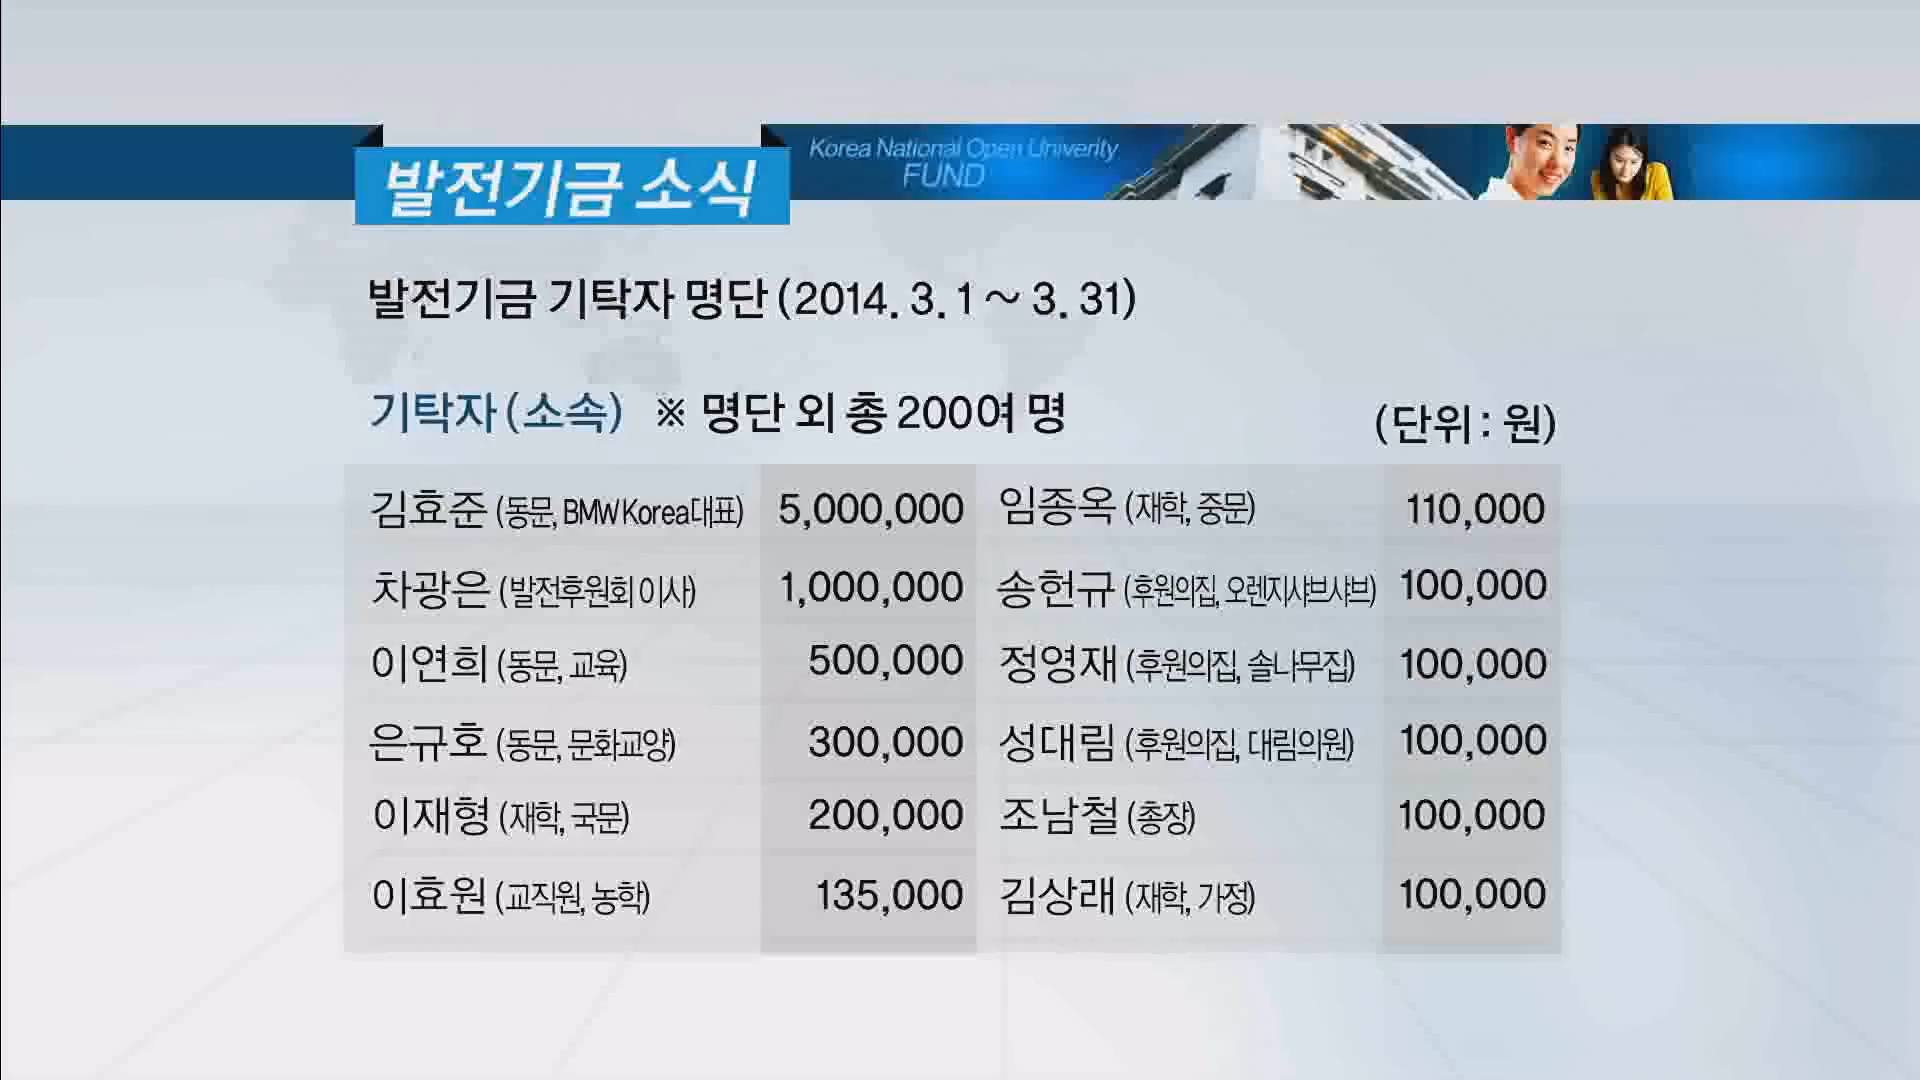 Korea National Open Univerity
FUND
발전기금 소식
발전기금 기탁자 명단 (2014. 3. 1 ~ 3. 31)
기탁자 (소속) ※ 명단 외 총 200여 명 (단위 : 원)
김효준 (동문, BMW Korea대표) 5,000,000 임종옥 (재학, 중문) 110,000
차광은 (발전후원회 이사) 1,000,000 송헌규 (후원의집, 오렌지샤브샤브) 100,000
이연희 (동문, 교육) 500,000 정영재 (후원의집, 솔나무집) 100,000
은규호 (동문, 문화교양) 300,000 성대림 (후원의집, 대림의원) 100,000
이재형 (재학, 국문) 200,000 조남철 (총장) 100,000
이효원 (교직원, 농학) 135,000 김상래 (재학, 가정) 100,000